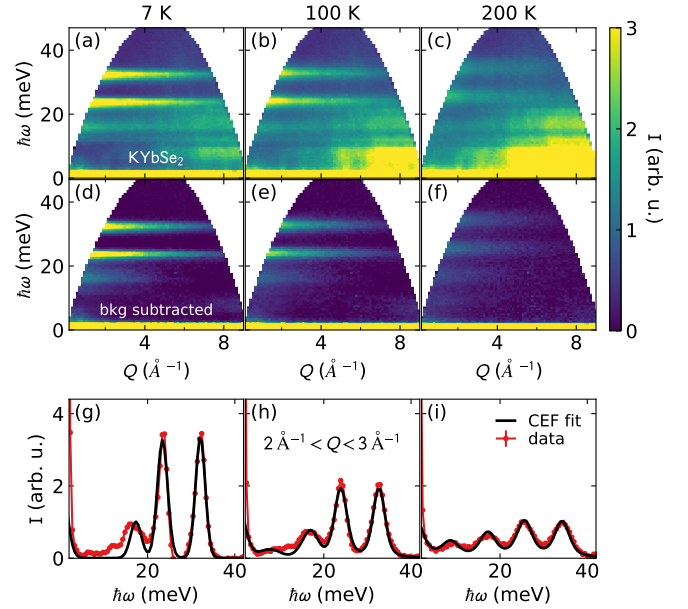 7 K 100 K 200 K
(a) (b) (c)
ħω (meV)
40
20
0
KYbSe₂
3
2
1
0
I (arb. u.)
(d) (e) (f)
ħω (meV)
40
20
0
bkg subtracted
4 8 4 8 4 8
Q (Å⁻¹) Q (Å⁻¹) Q (Å⁻¹)
(g) (h) (i)
I (arb. u.)
4
2
0
2 Å⁻¹ < Q < 3 Å⁻¹
CEF fit
data
20 40 20 40 20 40
ħω (meV) ħω (meV) ħω (meV)